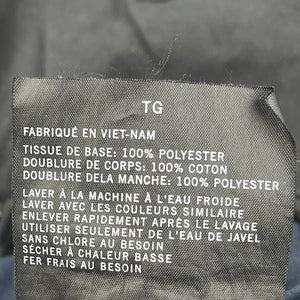 TG
FABRIQUÉ EN VIET-NAM
TISSUE DE BASE: 100% POLYESTER
DOUBLURE DE CORPS: 100% COTTON
DOUBLURE DELA MANCHE: 100% POLYESTER
LAVER À LA MACHINE À L'EAU FROIDE
LAVER AVEC LES COULEURS SIMILAIRE
ENLEVER RAPIDEMENT APRÈS LE LAVAGE
UTILISER SEULEMENT DE L'EAU DE JAVEL
SANS CHLORE AU BESOIN
SÉCHER À CHALEUR BASSE
FER FRAIS AU BESOIN